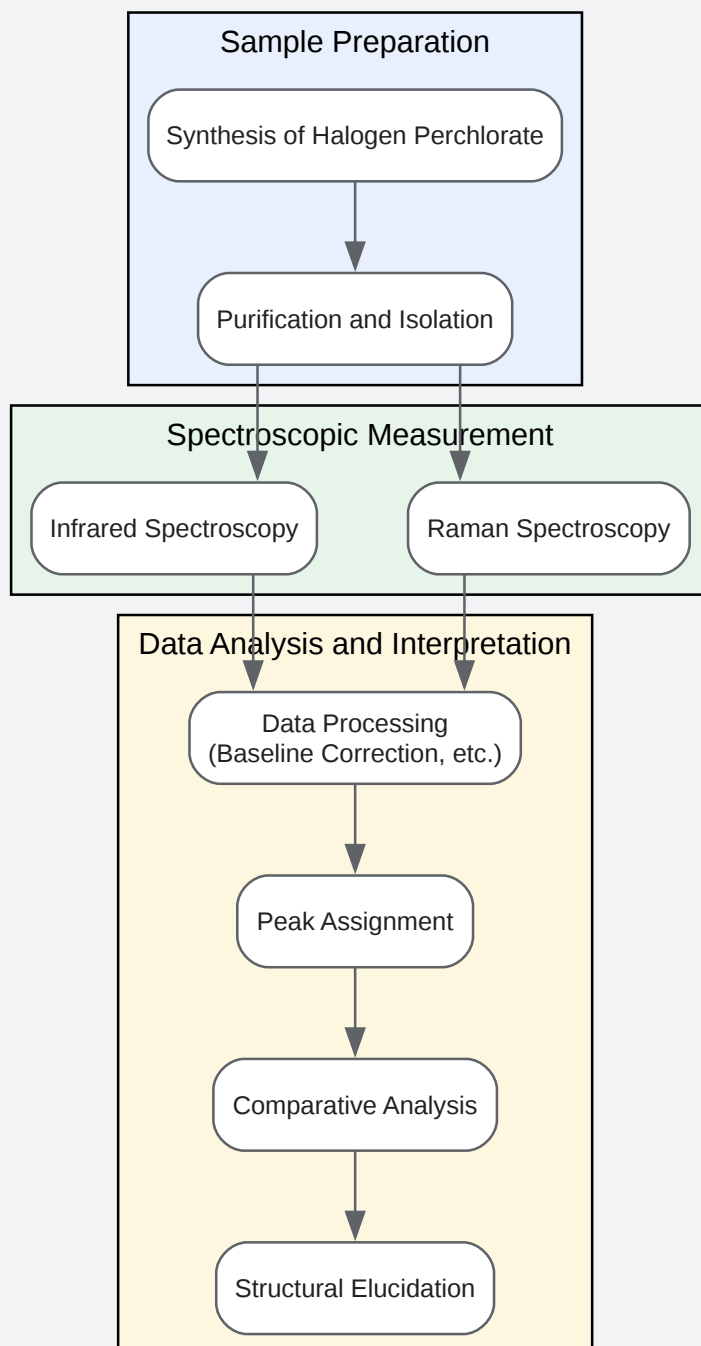 Sample Preparation
Synthesis of Halogen Perchlorate
Purification and Isolation
Spectroscopic Measurement
Infrared Spectroscopy
Raman Spectroscopy
Data Analysis and Interpretation
Data Processing
(Baseline Correction, etc.)
Peak Assignment
Comparative Analysis
Structural Elucidation